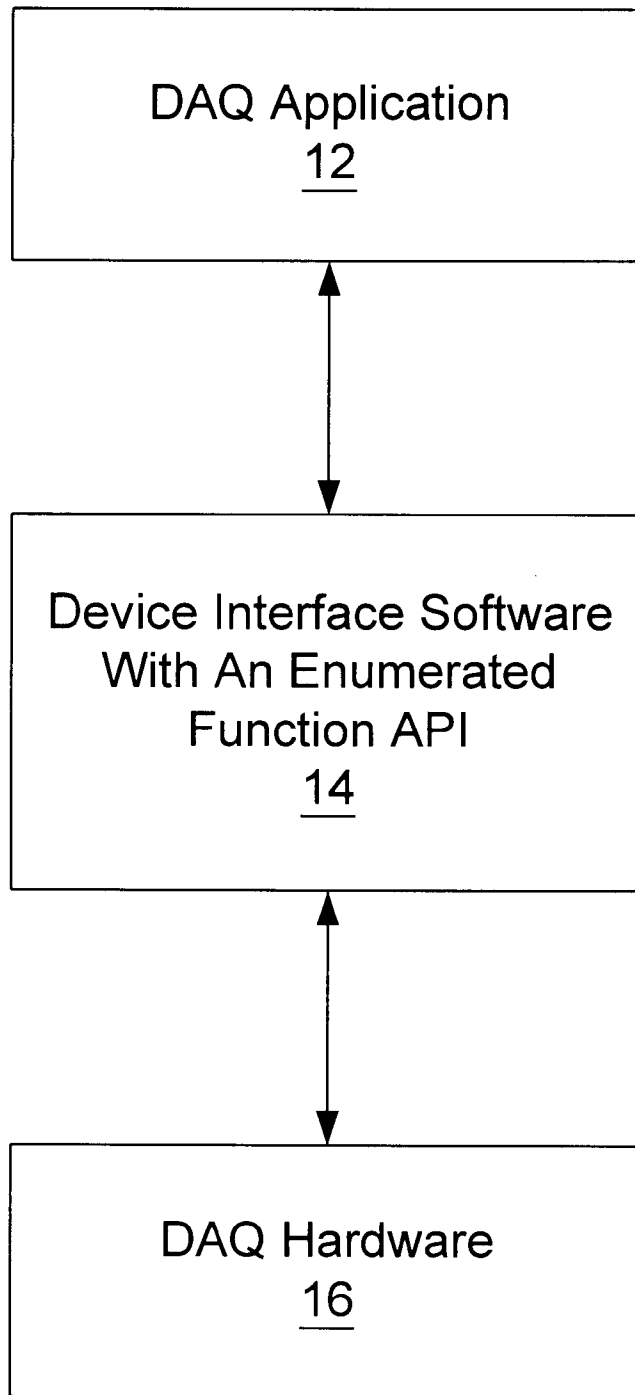 DAQ Application
12
Device Interface Software
With An Enumerated
Function API
14
DAQ Hardware
16